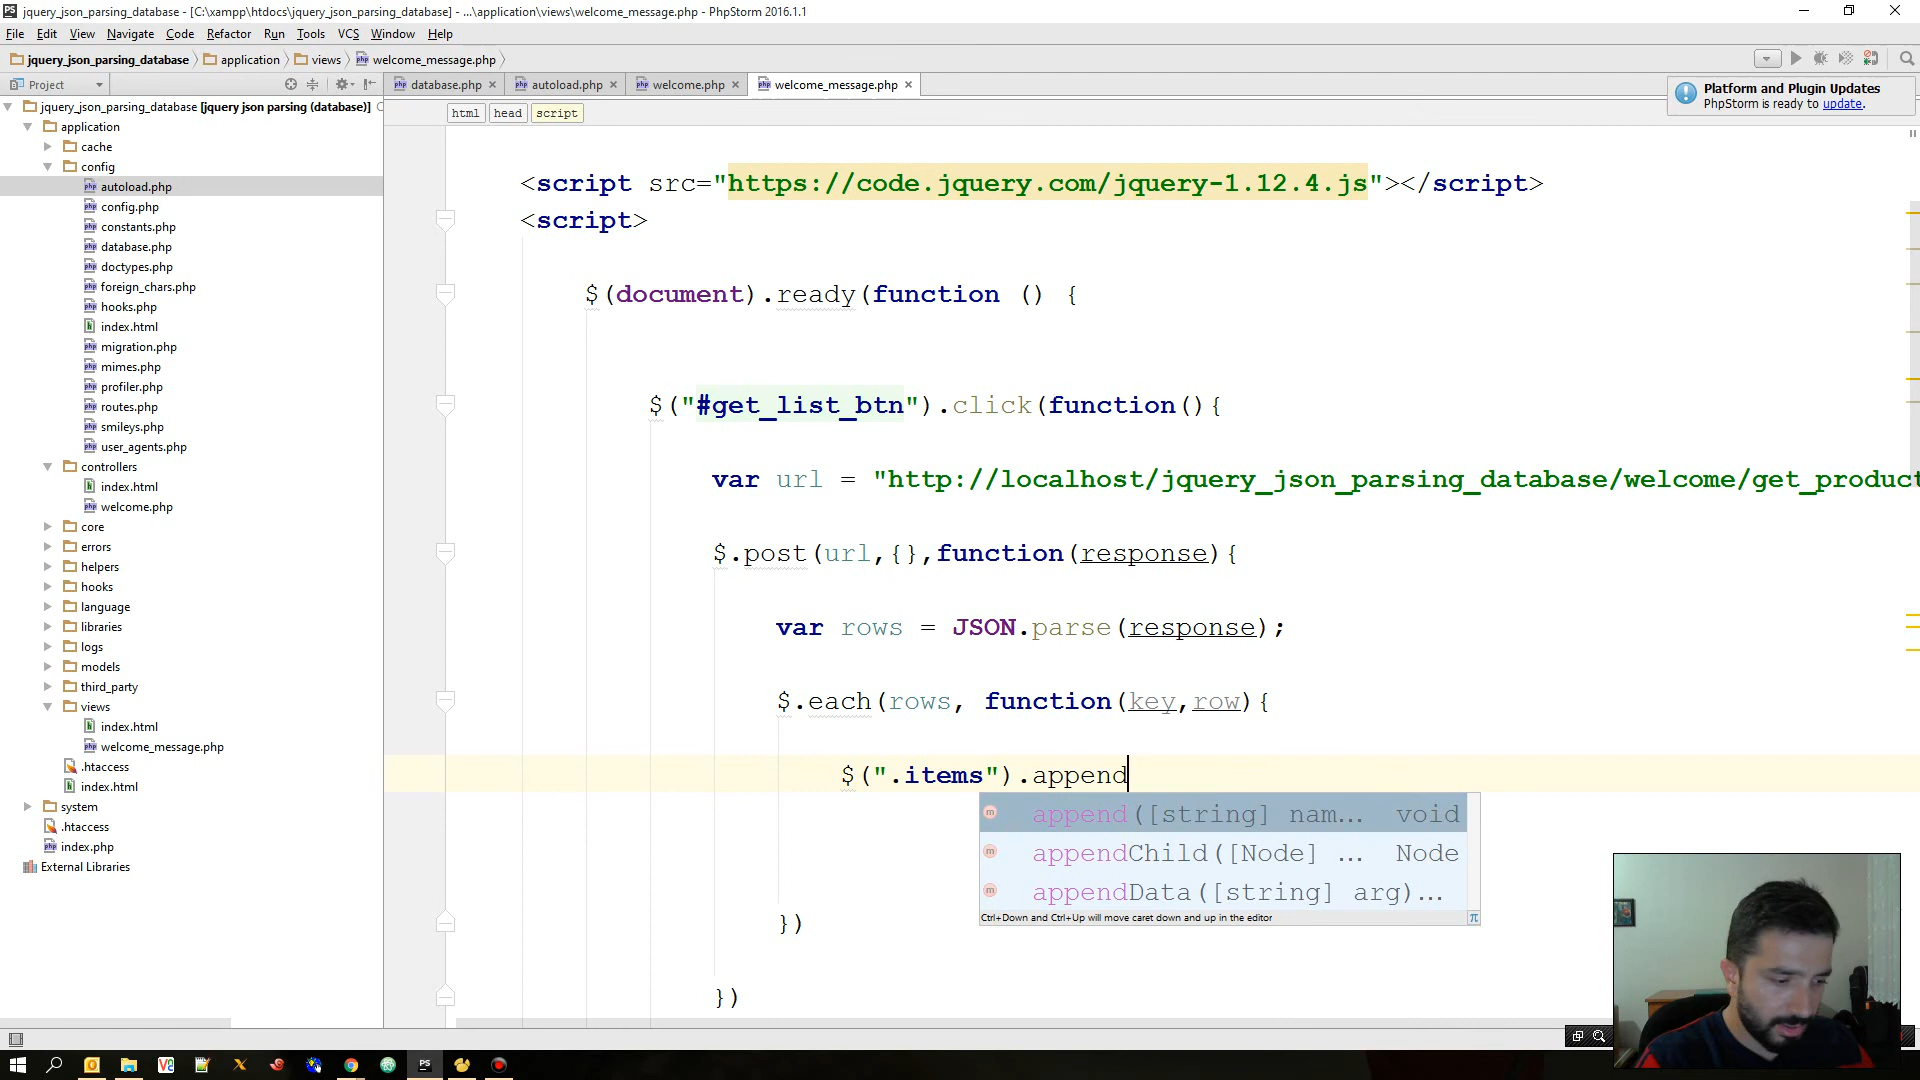 jquery_json_parsing_database - [C:\xampp\htdocs\jquery_json_parsing_database] - ...\application\views\welcome_message.php - PhpStorm 2016.1.1
File Edit View Navigate Code Refactor Run Tools VCS Window Help
jquery_json_parsing_database application views welcome_message.php
Project
database.php autoload.php welcome.php welcome_message.php
Platform and Plugin Updates
PhpStorm is ready to update.
html head script
jquery_json_parsing_database [jquery json parsing (database)]
application
cache
config
autoload.php
config.php
constants.php
database.php
doctypes.php
foreign_chars.php
hooks.php
index.html
migration.php
mimes.php
profiler.php
routes.php
smileys.php
user_agents.php
controllers
index.html
welcome.php
core
errors
helpers
hooks
language
libraries
logs
models
third_party
views
index.html
welcome_message.php
.htaccess
index.html
system
.htaccess
index.php
External Libraries
<script src="https://code.jquery.com/jquery-1.12.4.js"></script>
<script>
$(document).ready(function () {
$("#get_list_btn").click(function(){
var url = "http://localhost/jquery_json_parsing_database/welcome/get_product
$.post(url,{},function(response){
var rows = JSON.parse(response);
$.each(rows, function(key,row){
$(".items").append
append([string] nam... void
appendChild([Node] ... Node
appendData([string] arg)...
Ctrl+Down and Ctrl+Up will move caret down and up in the editor
})
})